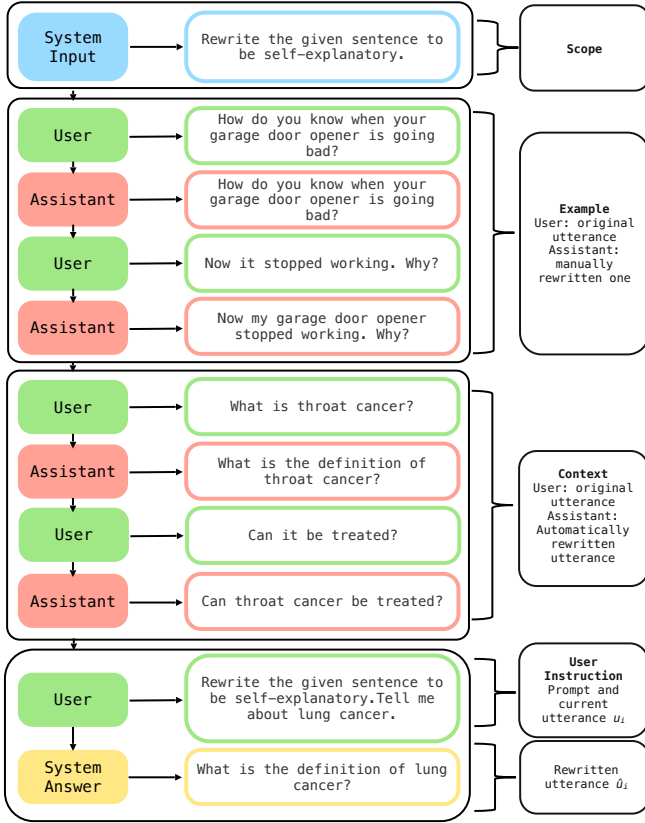 System
Input
Rewrite the given sentence to
be self-explanatory.
Scope
User
How do you know when your
garage door opener is going
bad?
Assistant
How do you know when your
garage door opener is going
bad?
User
Now it stopped working. Why?
Assistant
Now my garage door opener
stopped working. Why?
Example
User: original
utterance
Assistant:
manually
rewritten one
User
What is throat cancer?
Assistant
What is the definition of
throat cancer?
User
Can it be treated?
Assistant
Can throat cancer be treated?
Context
User: original
utterance
Assistant:
Automatically
rewritten
utterance
User
Rewrite the given sentence to
be self-explanatory.Tell me
about lung cancer.
User
Instruction
Prompt and
current
utterance uᵢ
System
Answer
What is the definition of lung
cancer?
Rewritten
utterance ûᵢ